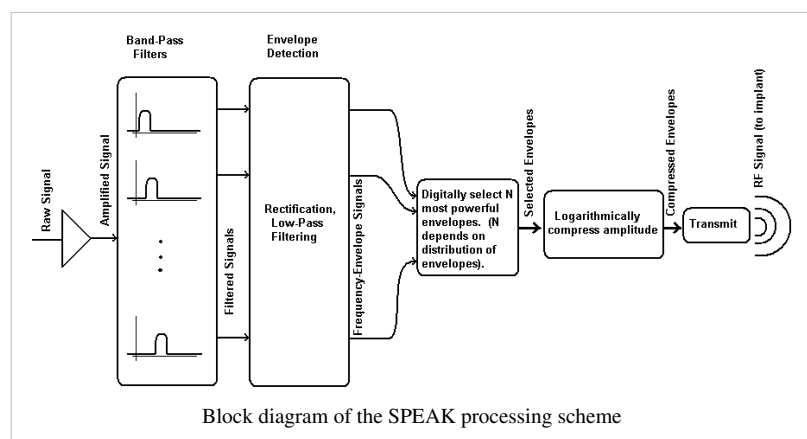 Band-Pass
Filters
Envelope
Detection
Raw Signal
Amplified Signal
Filtered Signals
Rectification,
Low-Pass
Filtering
Frequency-Envelope Signals
Digitally select N
most powerful
envelopes. (N
depends on
distribution of
envelopes).
Selected Envelopes
Logarithmically
compress amplitude
Compressed Envelopes
Transmit
RF Signal (to implant)
Block diagram of the SPEAK processing scheme